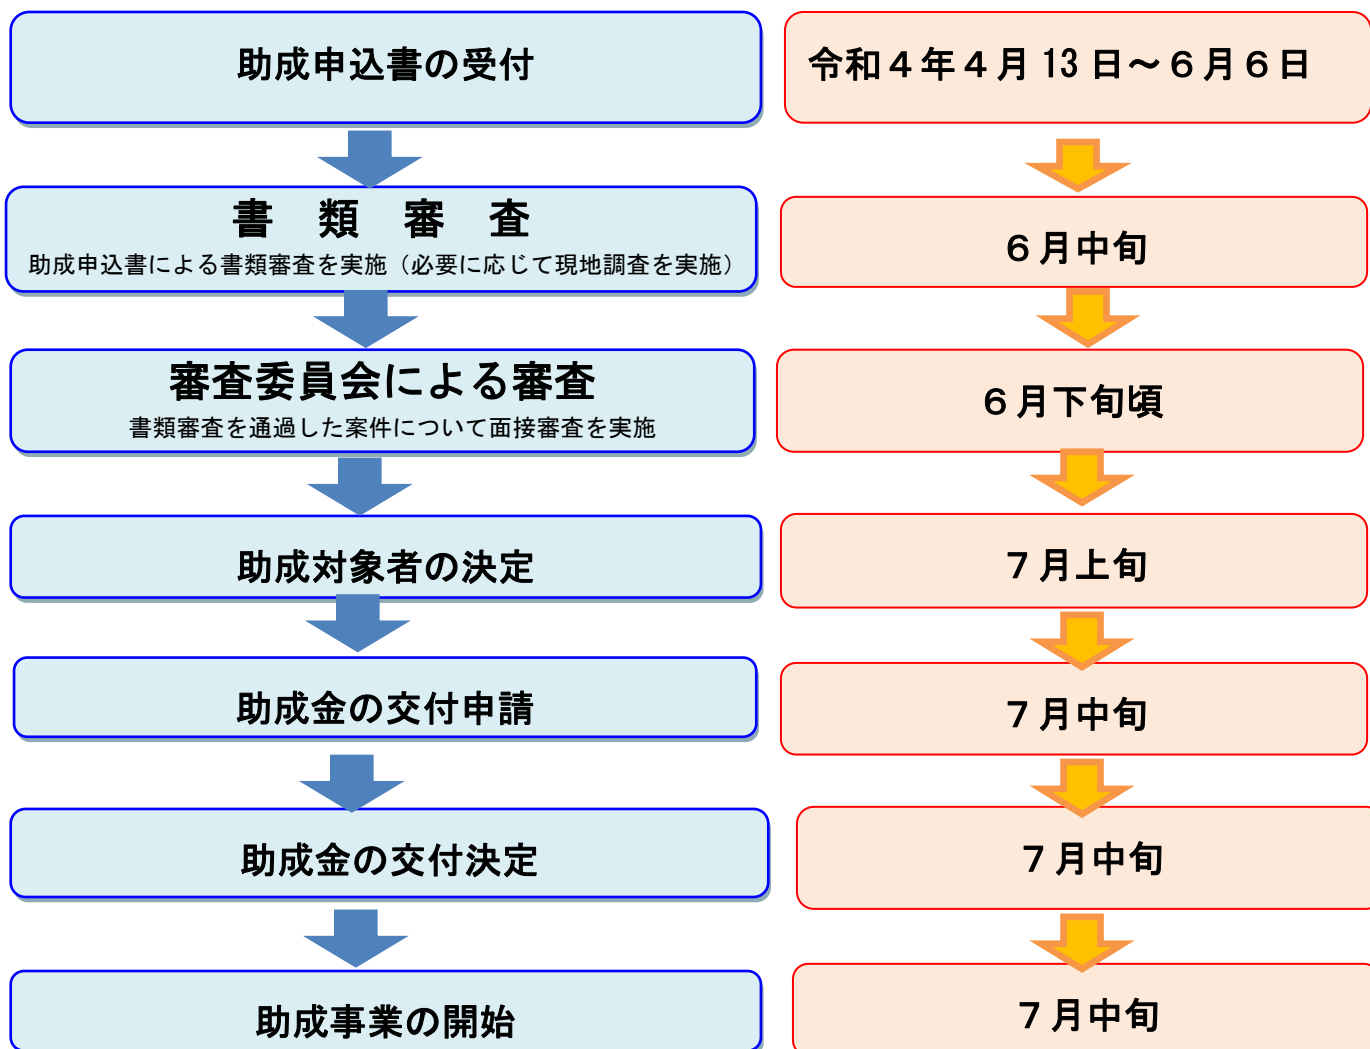 助成申込書の受付
令和４年４月13日～６月６日
書　類　審　査
助成申込書による書類審査を実施（必要に応じて現地調査を実施）
６月中旬
審査委員会による審査
書類審査を通過した案件について面接審査を実施
６月下旬頃
助成対象者の決定
７月上旬
助成金の交付申請
７月中旬
助成金の交付決定
７月中旬
助成事業の開始
７月中旬